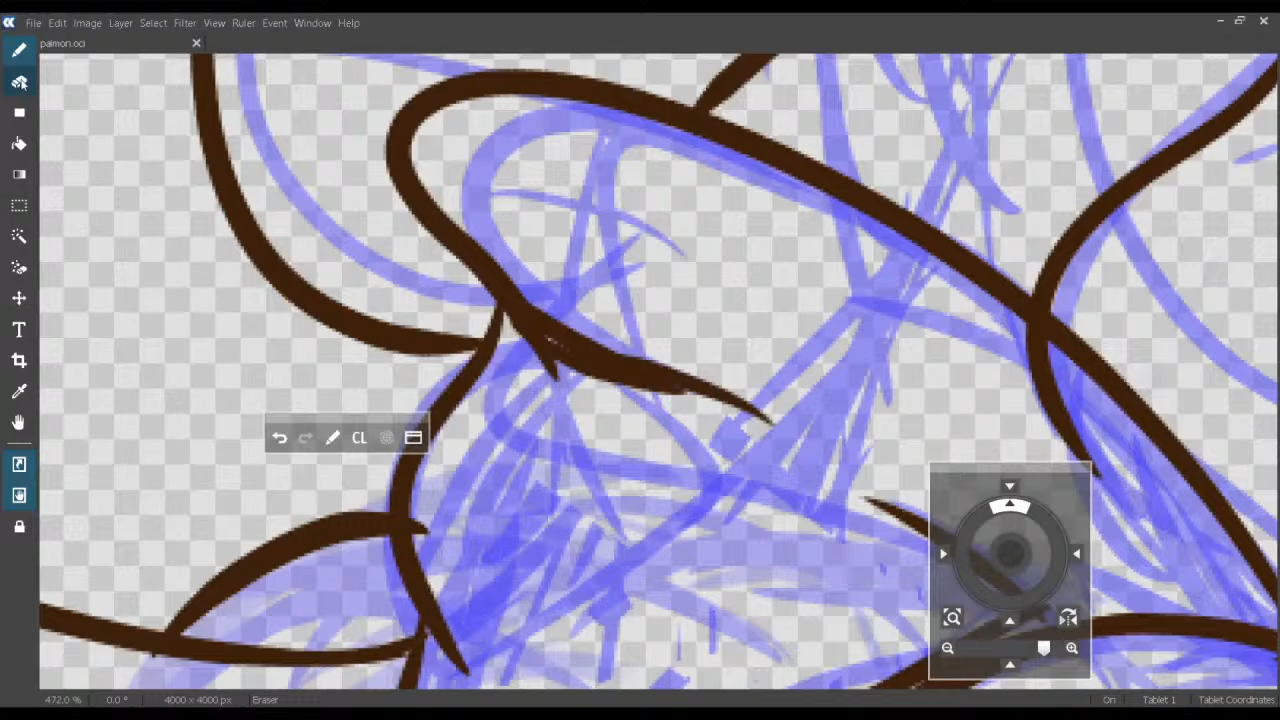 File Edit Image Layer Select Filter View Ruler Event Window Help
paimon.oci
T
CL
472.0 % 0.0 ° 4000 x 4000 px Eraser On Tablet 1 Tablet Coordinates